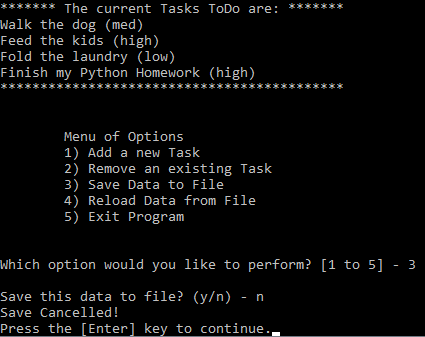 ******* The current Tasks ToDo are: *******
Walk the dog (med)
Feed the kids (high)
Fold the laundry (low)
Finish my Python Homework (high)
*******************************************
Menu of Options
1) Add a new Task
2) Remove an existing Task
3) Save Data to File
4) Reload Data from File
5) Exit Program
Which option would you like to perform? [1 to 5] - 3
Save this data to file? (y/n) - n
Save Cancelled!
Press the [Enter] key to continue.